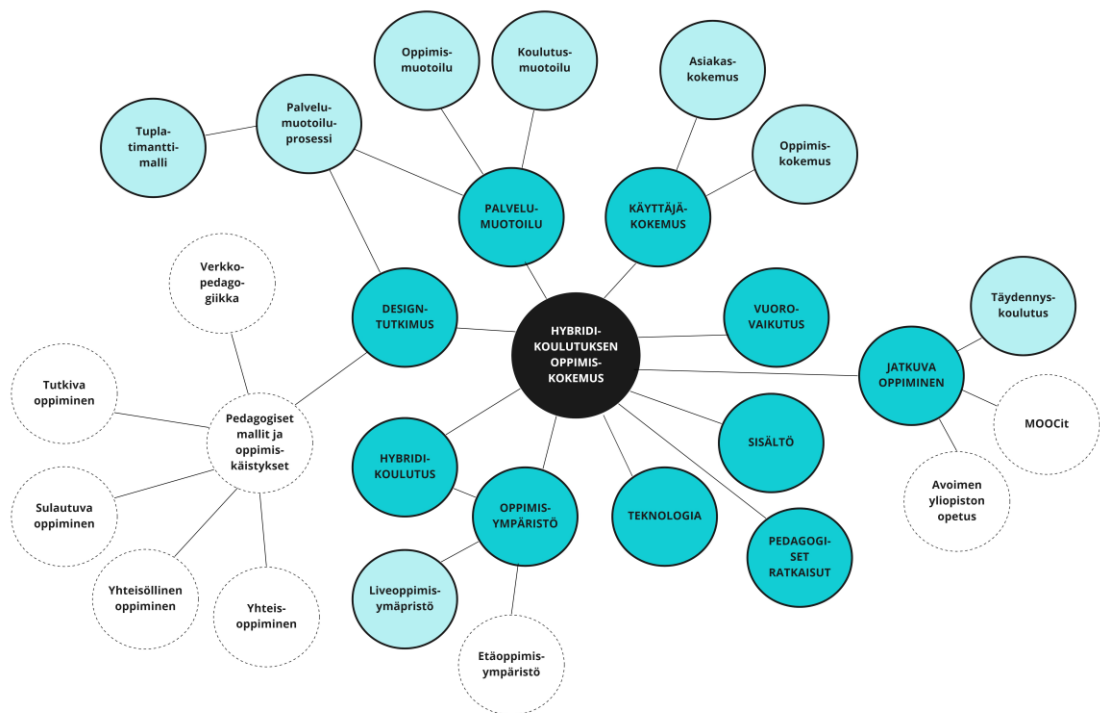 Oppimis-
muotoilu
Koulutus-
muotoilu
Asiakas-
kokemus
Palvelu-
muotoilu-
prosessi
Tupla-
timantti-
malli
Oppimis-
kokemus
PALVELU-
MUOTOILU
KÄYTTÄJÄ-
KOKEMUS
Verkko-
pedago-
giikka
DESIGN-
TUTKIMUS
VUORO-
VAIKUTUS
Täydennys-
koulutus
HYBRIDI-
KOULUTUKSEN
OPPIMIS-
KOKEMUS
JATKUVA
OPPIMINEN
Tutkiva
oppiminen
Pedagogiset
mallit ja
oppimis-
käistykset
MOOCit
SISÄLTÖ
HYBRIDI-
KOULUTUS
Sulautuva
oppiminen
OPPIMIS-
YMPÄRISTÖ
TEKNOLOGIA
Avoimen
yliopiston
opetus
PEDAGOGI-
SET
RATKAISUT
Yhteisöllinen
oppiminen
Yhteis-
oppiminen
Liveoppimis-
ymäpristö
Etäoppimis-
ympäristö